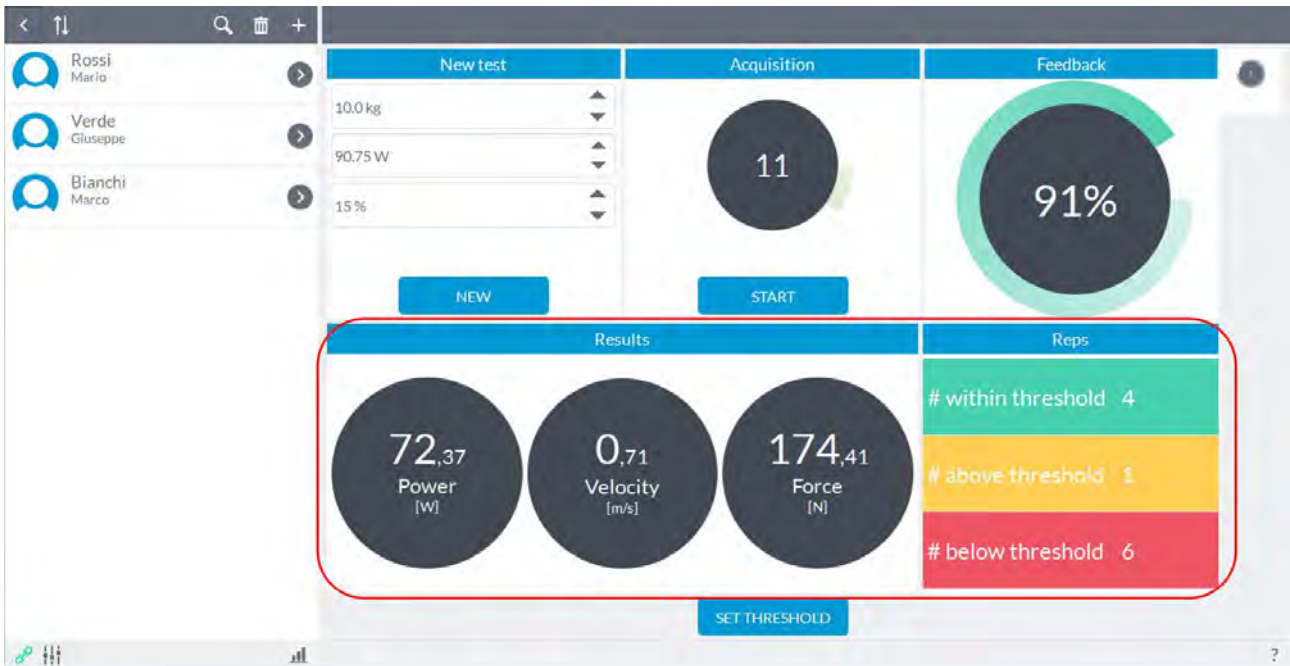 Rossi
Mario
Verde
Giuseppe
Bianchi
Marco
New test
10.0 kg
90.75 W
15 %
NEW
Acquisition
11
START
Feedback
91%
Results
72,37
Power
[W]
0,71
Velocity
[m/s]
174,41
Force
[N]
Reps
# within threshold 4
# above threshold 1
# below threshold 6
SET THRESHOLD
?